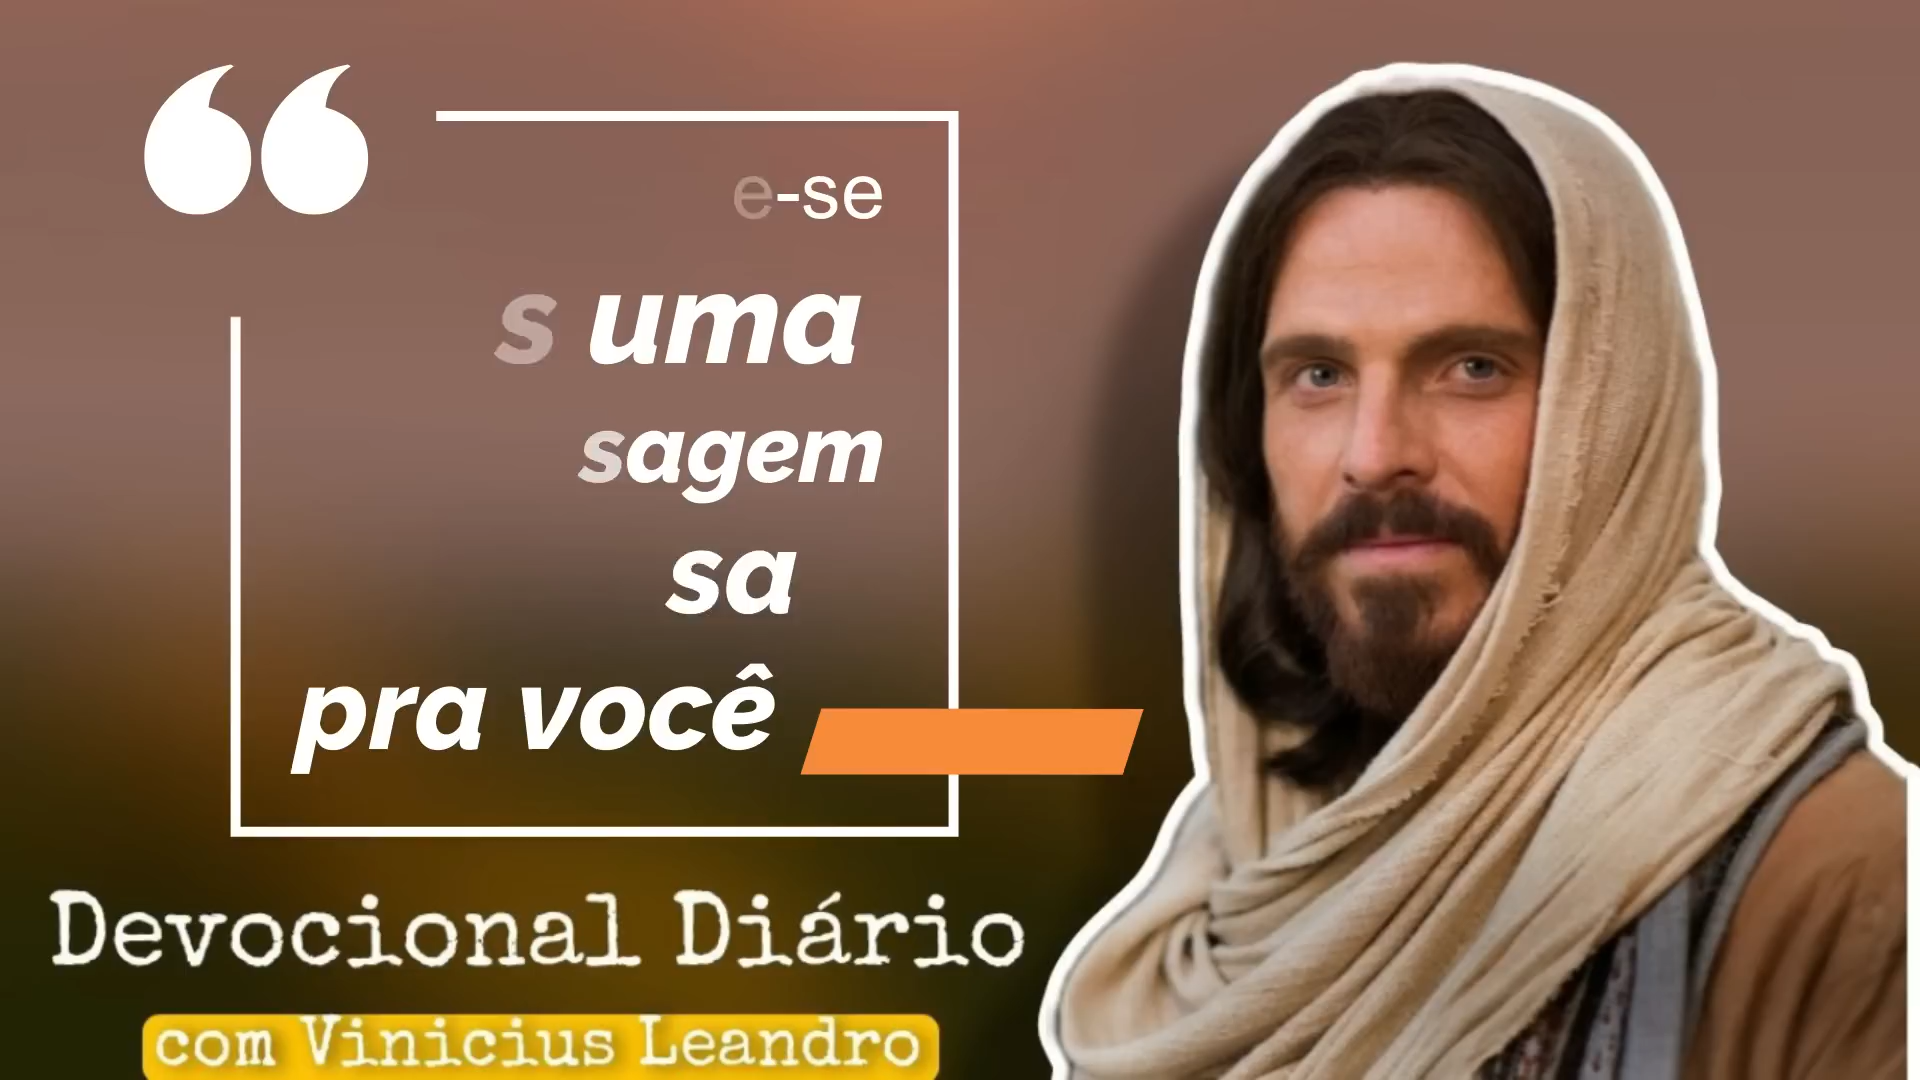 e-se
s uma
sagem
sa
pra você
Devocional Diário
com Vinicius Leandro